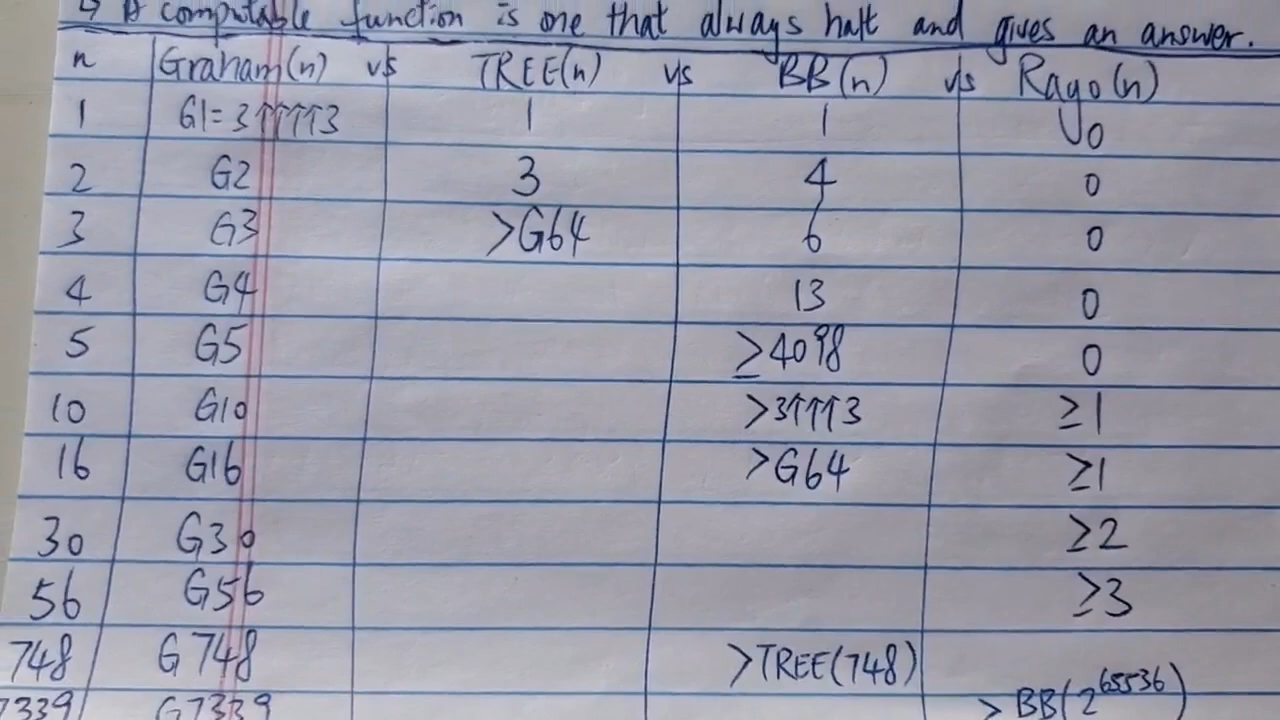 ↳ A computable function is one that always halt and gives an answer.
n Graham(n) vs TREE(n) vs BB(n) vs Rayo(n)
1 G1=3↑↑↑↑3 1 1 0
2 G2 3 4 0
3 G3 >G64 6 0
4 G4 13 0
5 G5 ≥4098 0
10 G10 >3↑↑↑3 ≥1
16 G16 >G64 ≥1
30 G30 ≥2
56 G56 ≥3
748 G748 >TREE(748)
7339 G7339 >BB(2^65536)